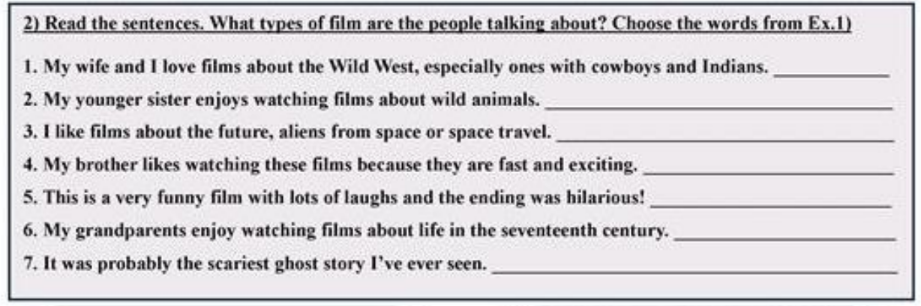 2) Read the sentences. What types of film are the people talking about? Choose the words from Ex.1)
1. My wife and I love films about the Wild West, especially ones with cowboys and Indians. ___________
2. My younger sister enjoys watching films about wild animals. ___________
3. I like films about the future, aliens from space or space travel. ___________
4. My brother likes watching these films because they are fast and exciting. ___________
5. This is a very funny film with lots of laughs and the ending was hilarious! ___________
6. My grandparents enjoy watching films about life in the seventeenth century. ___________
7. It was probably the scariest ghost story I've ever seen. ___________